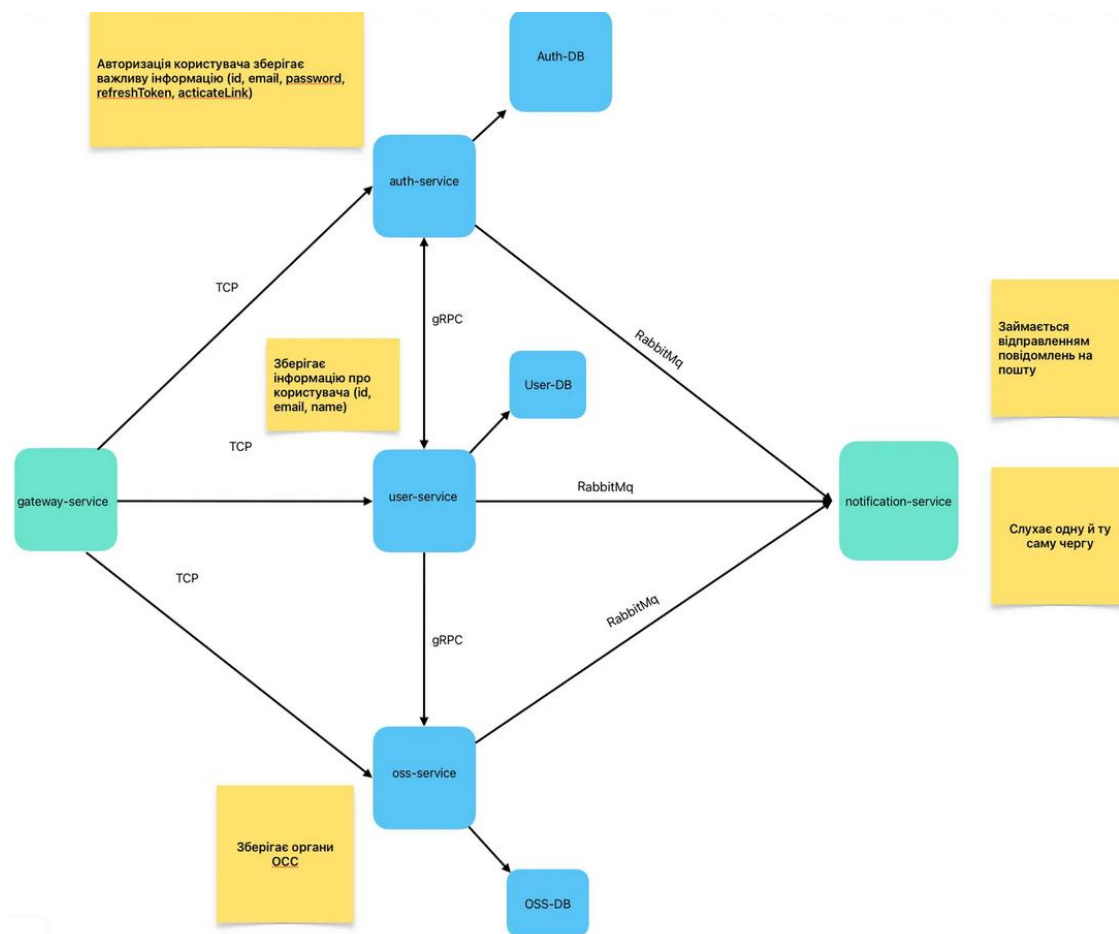 Авторизація користувача зберігає
важливу інформацію (id, email, password,
refreshToken, acticateLink)
Auth-DB
auth-service
TCP
gRPC
RabbitMq
Займається
відправленням
повідомлень на
пошту
Зберігає
інформацію про
користувача (id,
email, name)
User-DB
TCP
gateway-service
user-service
RabbitMq
notification-service
Слухає одну й ту
саму чергу
TCP
gRPC
RabbitMq
oss-service
Зберігає органи
ОСС
OSS-DB